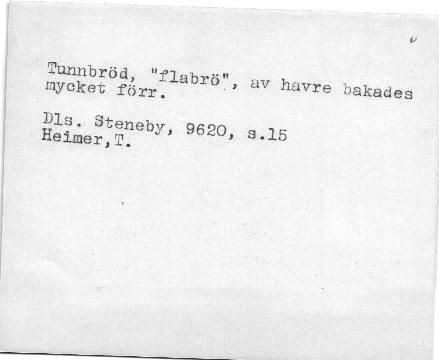 Tunnbröd, "flabrö", av havre bakades
mycket förr.
Dls. Steneby, 9620, s.15
Heimer,T.